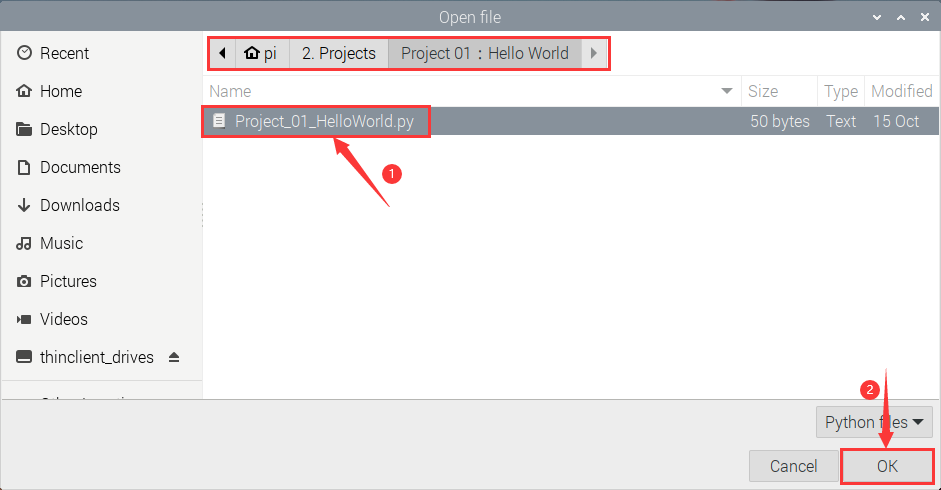 Open file
Recent
Home
Desktop
Documents
Downloads
Music
Pictures
Videos
thinclient_drives
pi 2. Projects Project 01：Hello World
Name Size Type Modified
Project_01_HelloWorld.py 50 bytes Text 15 Oct
1
2
Python files
Cancel OK